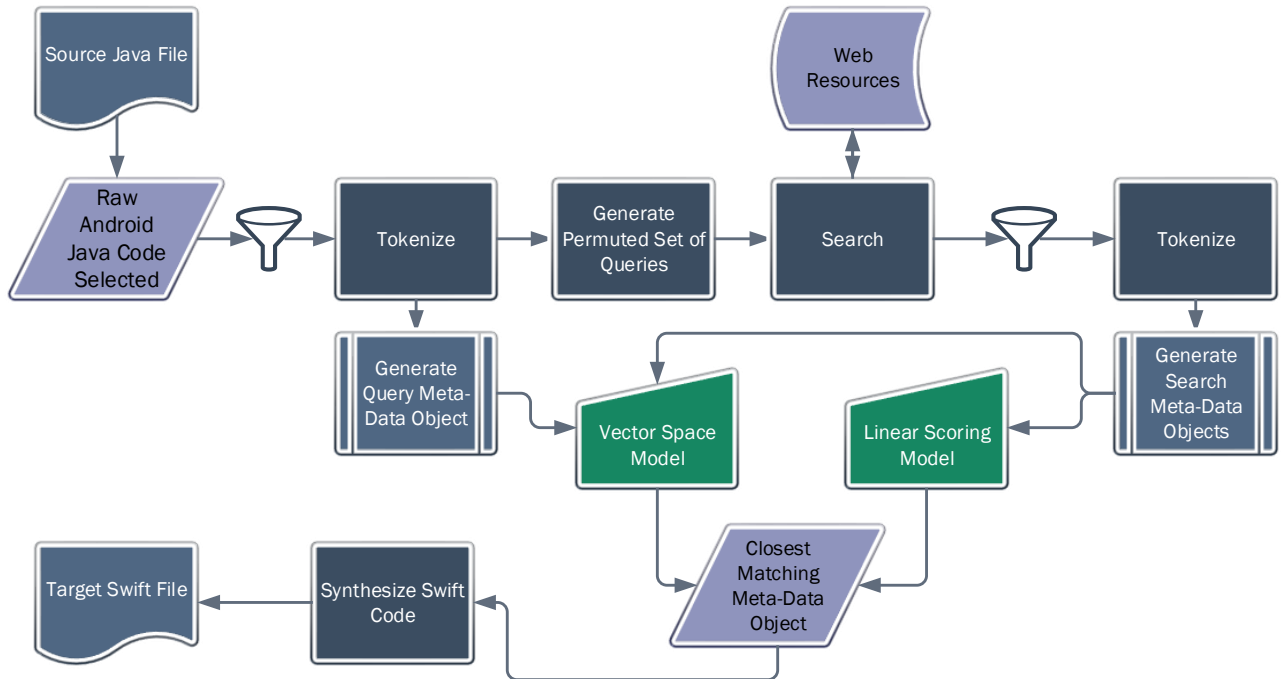 Source Java File
Web
Resources
Raw
Android
Java Code
Selected
Tokenize
Generate
Permuted Set of
Queries
Search
Tokenize
Generate
Query Meta-
Data Object
Vector Space
Model
Linear Scoring
Model
Generate
Search
Meta-Data
Objects
Target Swift File
Synthesize Swift
Code
Closest
Matching
Meta-Data
Object